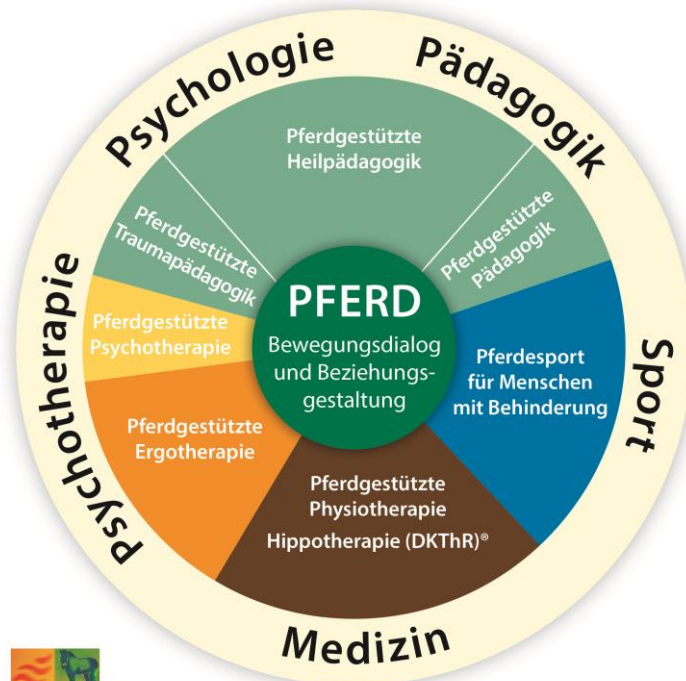 Psychologie
Pädagogik
Pferdgestützte
Heilpädagogik
Pferdgestützte
Traumapädagogik
Pferdgestützte
Pädagogik
PFERD
Bewegungsdialog
und Beziehungs-
gestaltung
Pferdgestützte
Psychotherapie
Pferdesport
für Menschen
mit Behinderung
Pferdgestützte
Ergotherapie
Pferdgestützte
Physiotherapie
Hippotherapie (DKThR)®
Psychotherapie
Sport
Medizin